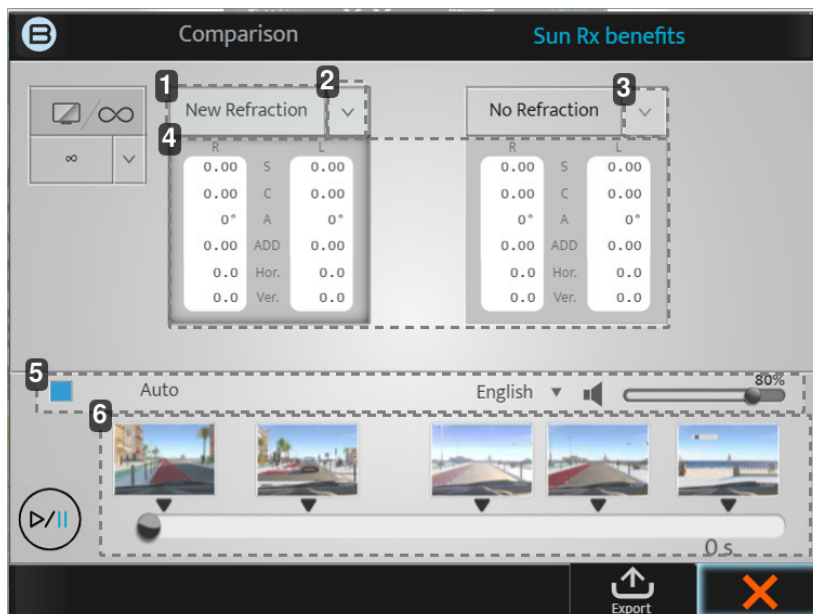 B Comparison Sun Rx benefits
1 2 3
/∞ New Refraction No Refraction
4
∞ R L R L
0.00 S 0.00 0.00 S 0.00
0.00 C 0.00 0.00 C 0.00
0° A 0° 0° A 0°
0.00 ADD 0.00 0.00 ADD 0.00
0.0 Hor. 0.0 0.0 Hor. 0.0
0.0 Ver. 0.0 0.0 Ver. 0.0
5 80%
Auto English
6
0 s
Export